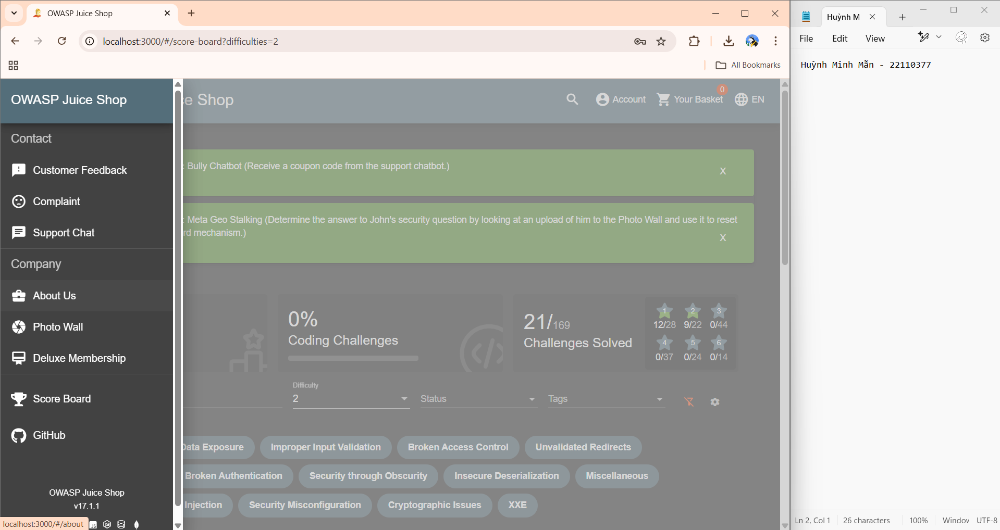 OWASP Juice Shop
localhost:3000/#/score-board?difficulties=2
All Bookmarks
OWASP Juice Shop
Contact
Customer Feedback
Complaint
Support Chat
Company
About Us
Photo Wall
Deluxe Membership
Score Board
GitHub
OWASP Juice Shop
v17.1.1
localhost:3000/#/about
JS
ce Shop
Account
0
Your Basket
EN
: Bully Chatbot (Receive a coupon code from the support chatbot.)
X
: Meta Geo Stalking (Determine the answer to John's security question by looking at an upload of him to the Photo Wall and use it to reset
rd mechanism.)
X
0%
Coding Challenges
21/169
Challenges Solved
1 2 3
12/28 9/22 0/44
4 5 6
0/37 0/24 0/14
Difficulty
2
Status
Tags
Data Exposure
Improper Input Validation
Broken Access Control
Unvalidated Redirects
Broken Authentication
Security through Obscurity
Insecure Deserialization
Miscellaneous
Injection
Security Misconfiguration
Cryptographic Issues
XXE
Huỳnh M
File Edit View
Huỳnh Minh Mẫn - 22110377
Ln 2, Col 1 26 characters 100% Window UTF-8